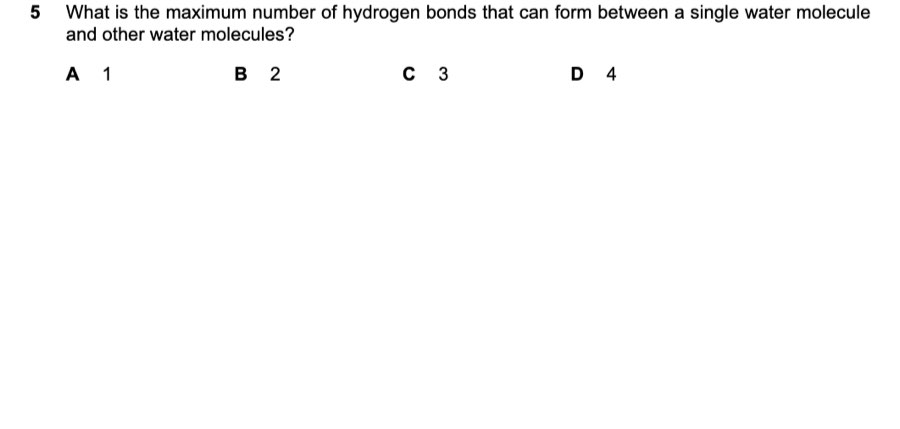 5 What is the maximum number of hydrogen bonds that can form between a single water molecule
and other water molecules?
A 1 B 2 C 3 D 4